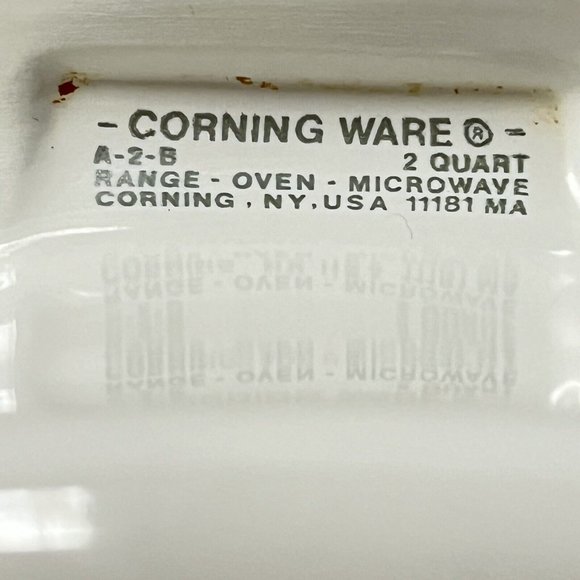 - CORNING WARE ® -
A-2-B 2 QUART
RANGE - OVEN - MICROWAVE
CORNING , NY, USA 11181 MA